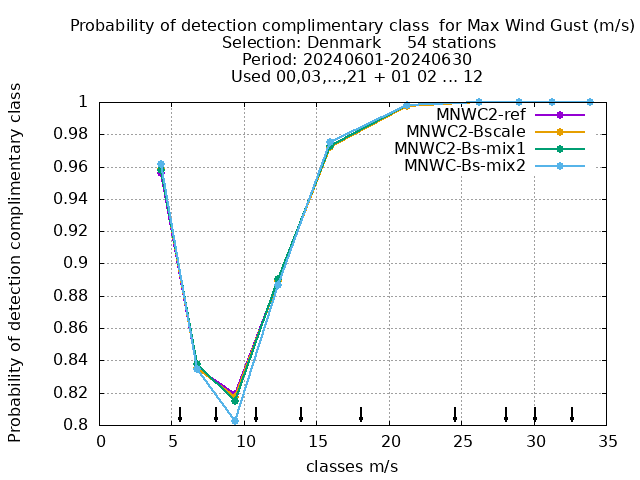 Probability of detection complimentary class  for Max Wind Gust (m/s)
Selection: Denmark     54 stations
Period: 20240601-20240630
Used 00,03,...,21 + 01 02 ... 12
Probability of detection complimentary class
1
0.98
0.96
0.94
0.92
0.9
0.88
0.86
0.84
0.82
0.8
MNWC2-ref
MNWC2-Bscale
MNWC2-Bs-mix1
MNWC-Bs-mix2
0 5 10 15 20 25 30 35
classes m/s